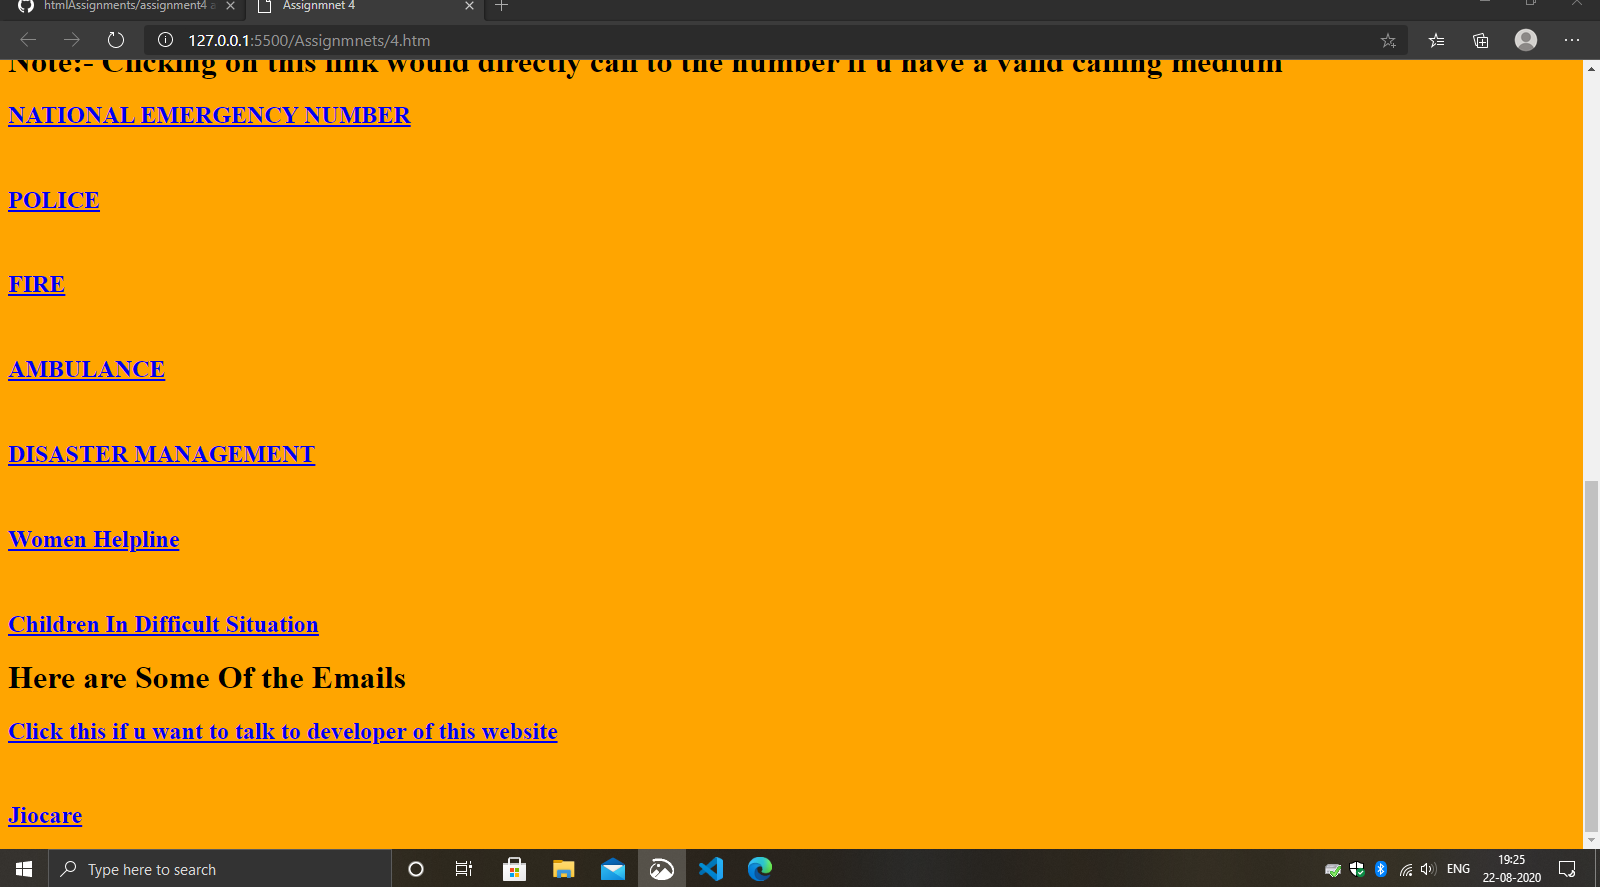 htmlAssignments/assignment4 a
Assignmnet 4
127.0.0.1:5500/Assignmnets/4.htm
Note:- Clicking on this link would directly call to the number if u have a valid calling medium
NATIONAL EMERGENCY NUMBER
POLICE
FIRE
AMBULANCE
DISASTER MANAGEMENT
Women Helpline
Children In Difficult Situation
Here are Some Of the Emails
Click this if u want to talk to developer of this website
Jiocare
Type here to search
ENG
19:25
22-08-2020